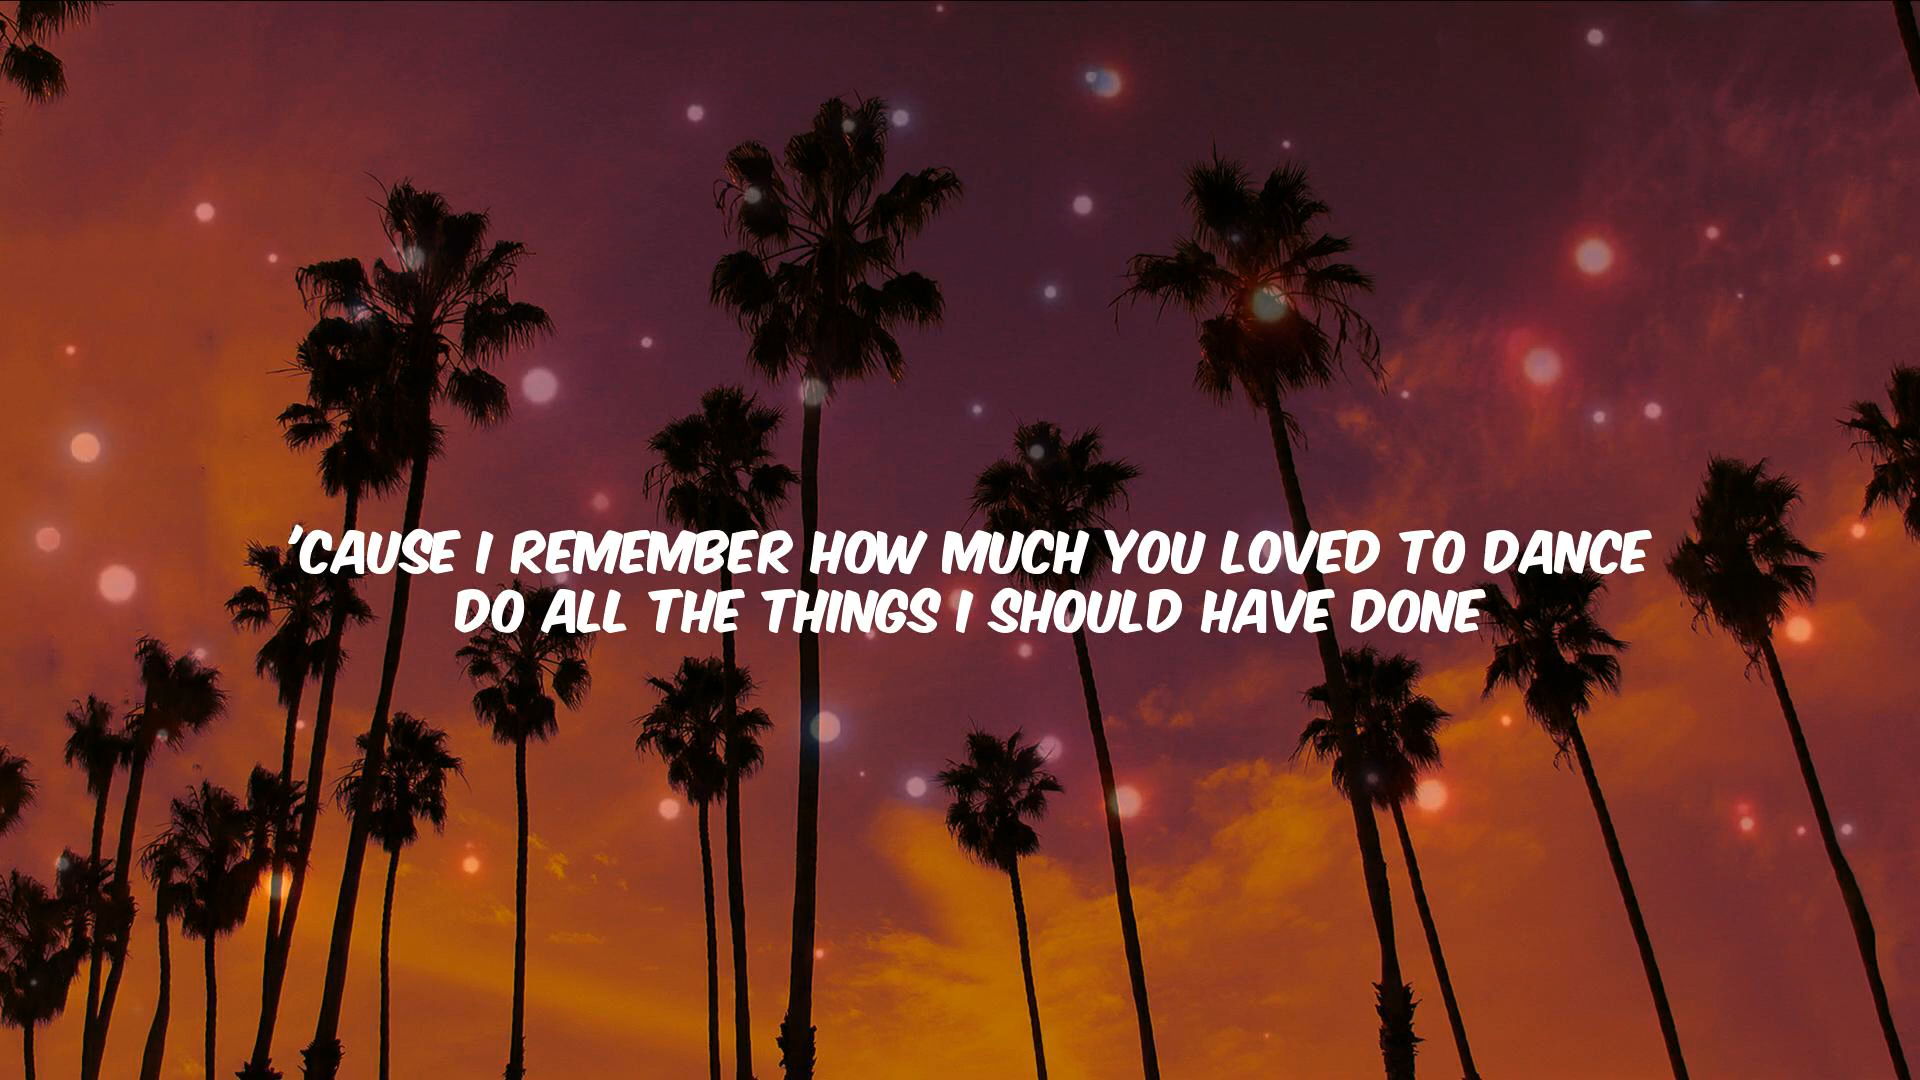 'CAUSE I REMEMBER HOW MUCH YOU LOVED TO DANCE
DO ALL THE THINGS I SHOULD HAVE DONE